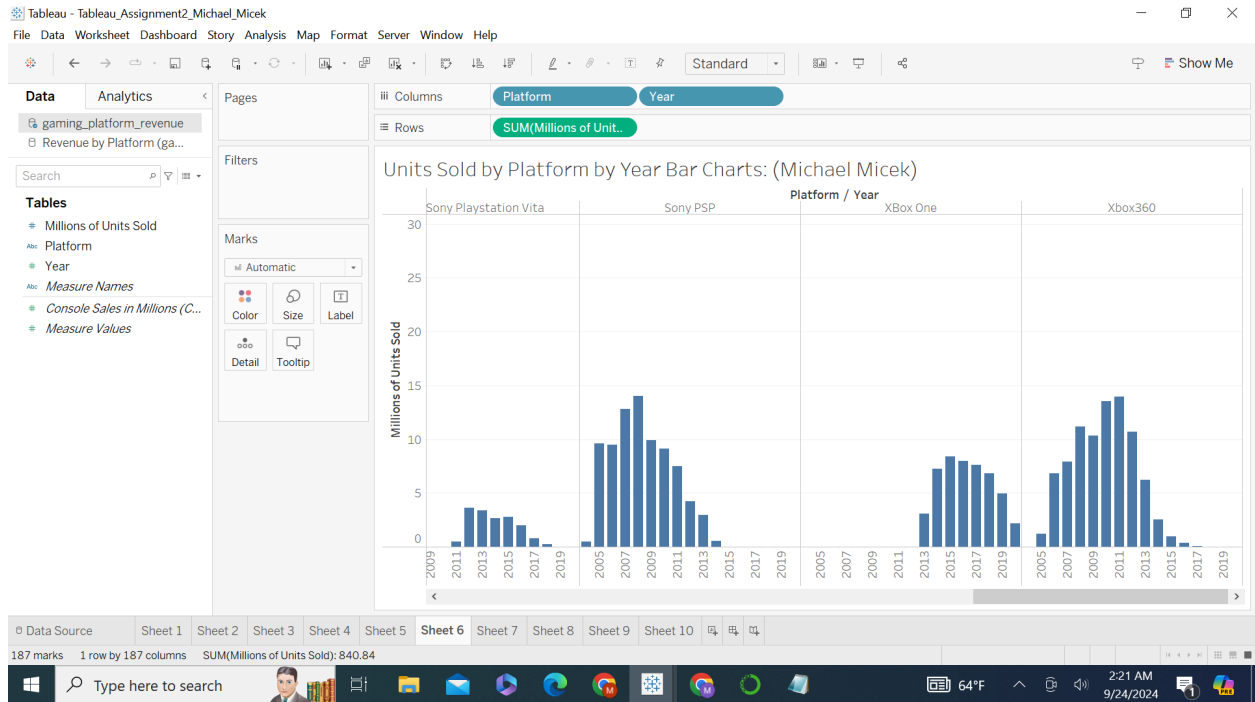 Tableau - Tableau_Assignment2_Michael_Micek
File Data Worksheet Dashboard Story Analysis Map Format Server Window Help
Standard
Show Me
Data Analytics
gaming_platform_revenue
Revenue by Platform (ga...
Search
Tables
# Millions of Units Sold
Abc Platform
# Year
Abc Measure Names
# Console Sales in Millions (C...
# Measure Values
Pages
Filters
Marks
Automatic
Color Size Label
Detail Tooltip
Columns Platform Year
Rows SUM(Millions of Unit..
Units Sold by Platform by Year Bar Charts: (Michael Micek)
Platform / Year
Sony Playstation Vita Sony PSP XBox One Xbox360
Millions of Units Sold
30
25
20
15
10
5
0
2009 2011 2013 2015 2017 2019 2005 2007 2009 2011 2013 2015 2017 2019 2005 2007 2009 2011 2013 2015 2017 2019 2005 2007 2009 2011 2013 2015 2017 2019
Data Source Sheet 1 Sheet 2 Sheet 3 Sheet 4 Sheet 5 Sheet 6 Sheet 7 Sheet 8 Sheet 9 Sheet 10
187 marks 1 row by 187 columns SUM(Millions of Units Sold): 840.84
Type here to search
M
M
64°F
2:21 AM
9/24/2024
1
PRE